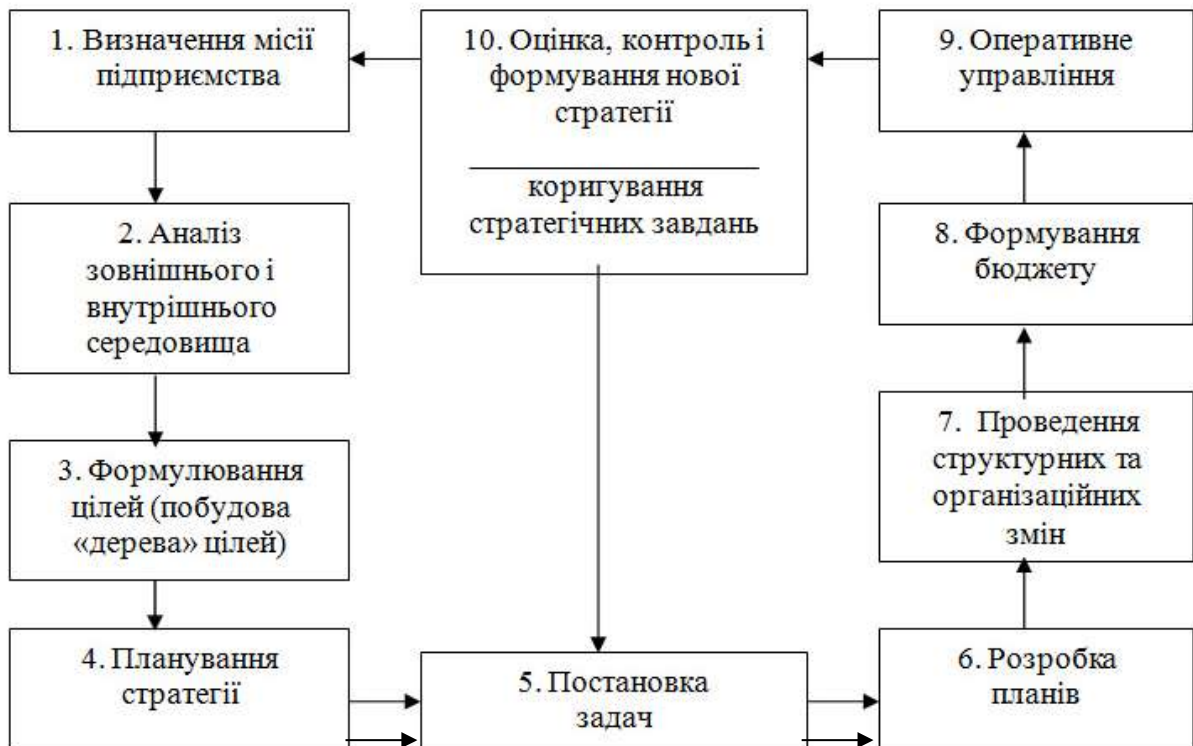 1. Визначення місії
підприємства
2. Аналіз
зовнішнього і
внутрішнього
середовища
3. Формулювання
цілей (побудова
«дерева» цілей)
4. Планування
стратегії
5. Постановка
задач
6. Розробка
планів
7. Проведення
структурних та
організаційних
змін
8. Формування
бюджету
9. Оперативне
управління
10. Оцінка, контроль і
формування нової
стратегії
коригування
стратегічних завдань